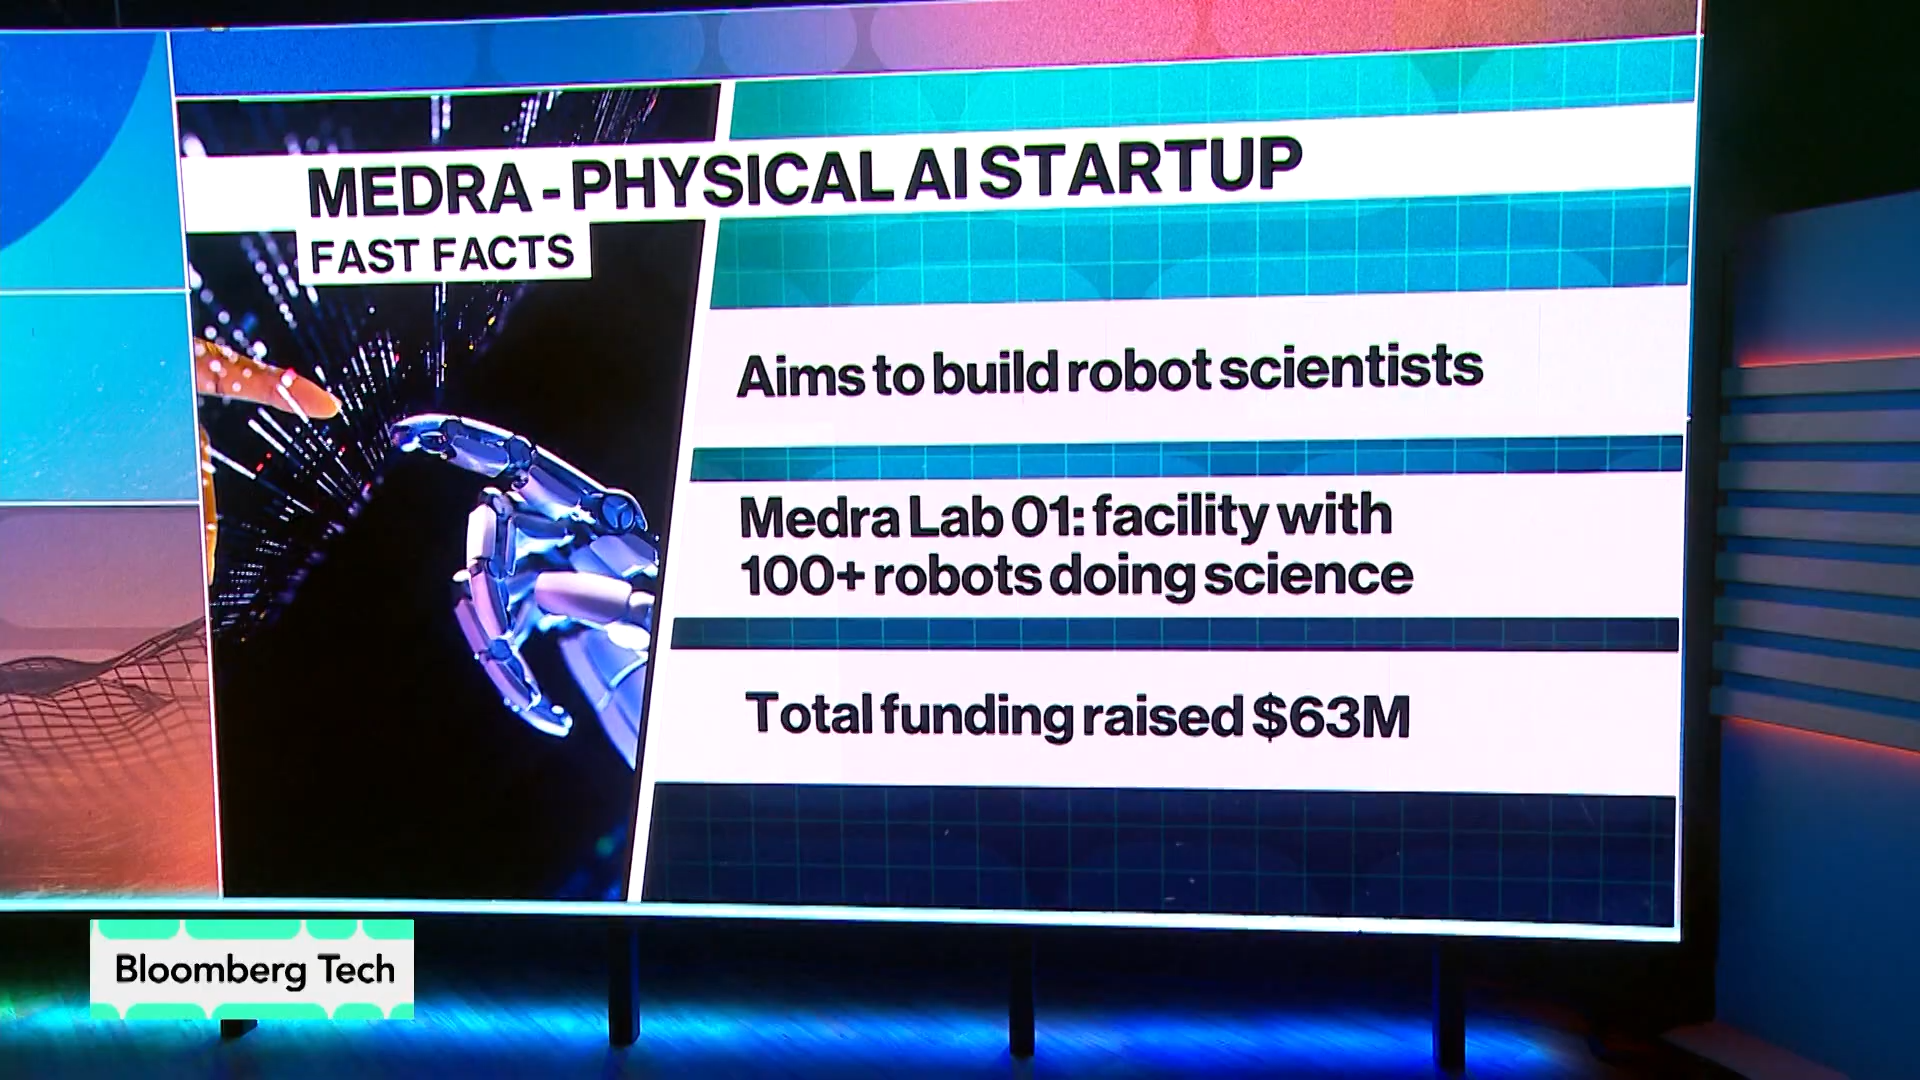 MEDRA - PHYSICAL AI STARTUP
FAST FACTS
Aims to build robot scientists
Medra Lab 01: facility with
100+ robots doing science
Total funding raised $63M
Bloomberg Tech